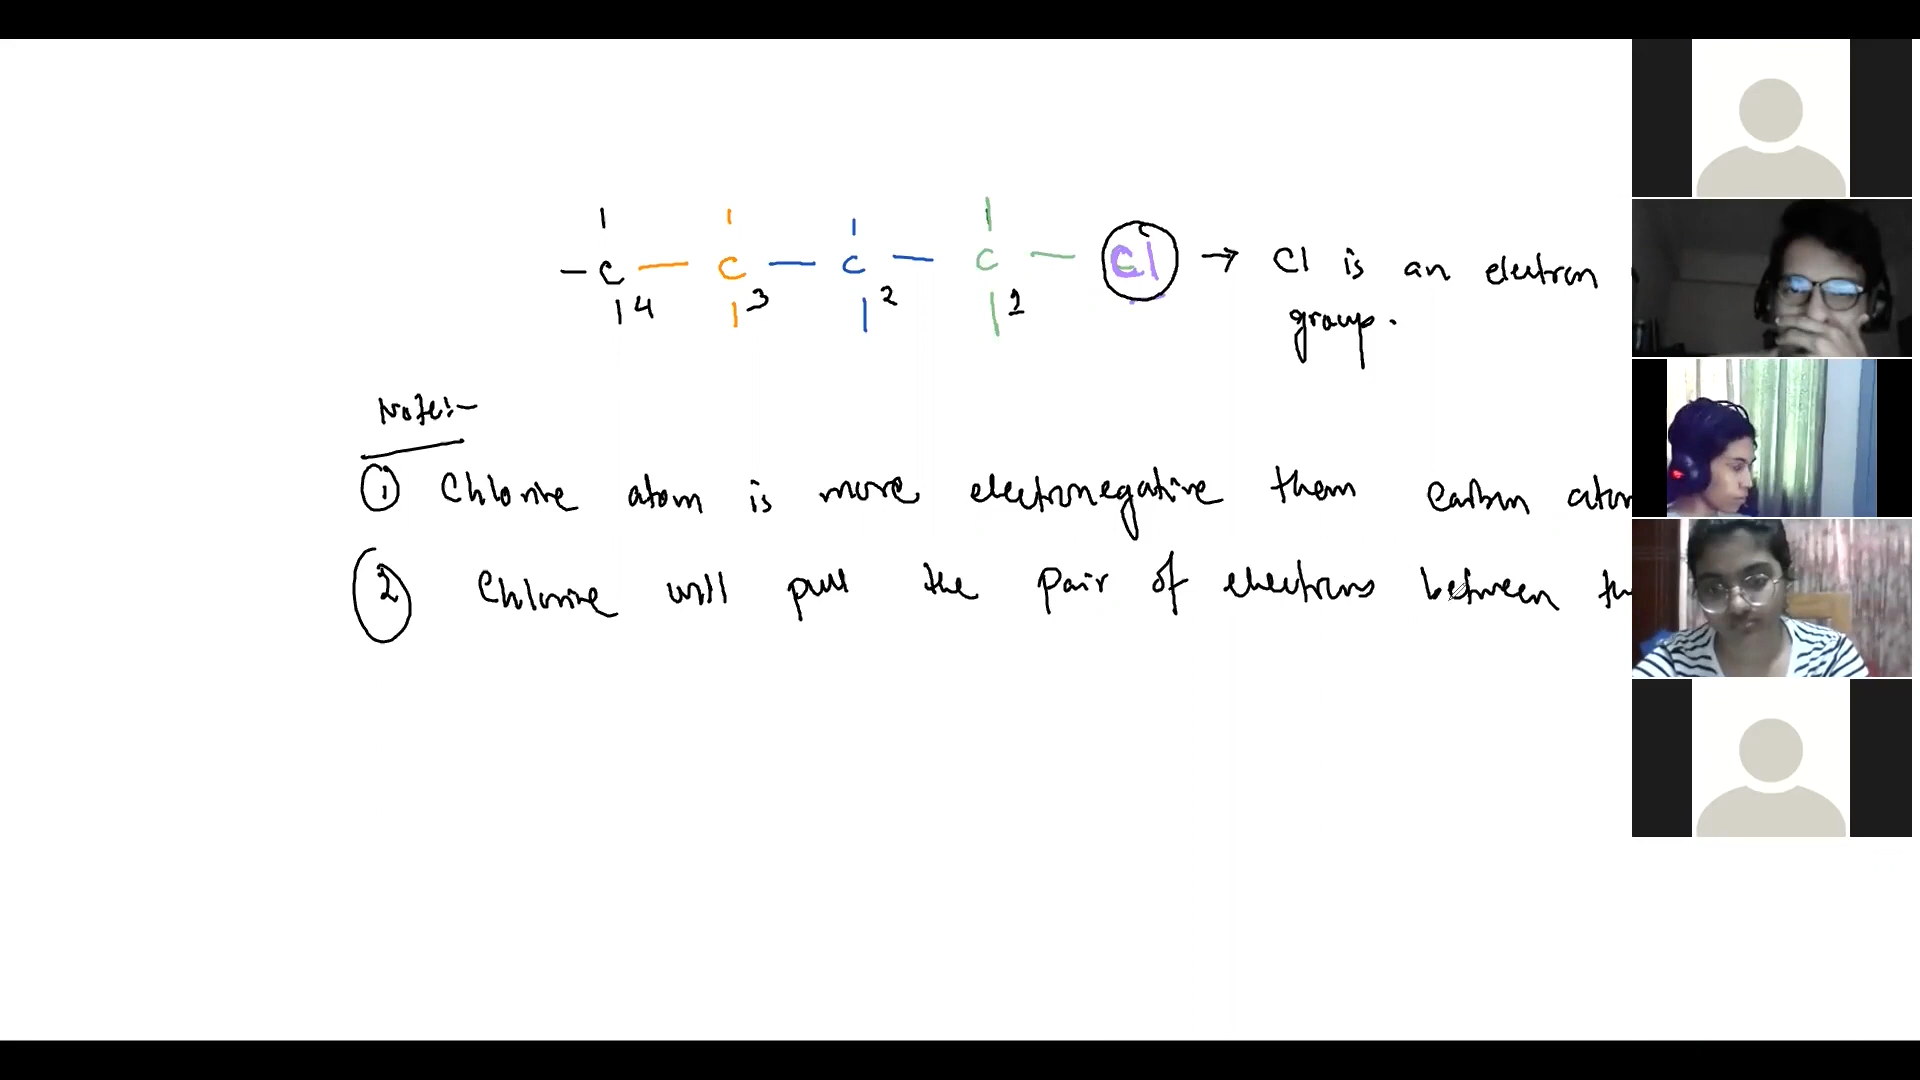 – C — C — C — C — Cl → Cl is an electron
4 3 2 1 group.
Note:–
① Chlorine atom is more electronegative than carbon atom
② Chlorine will pull the pair of electrons between